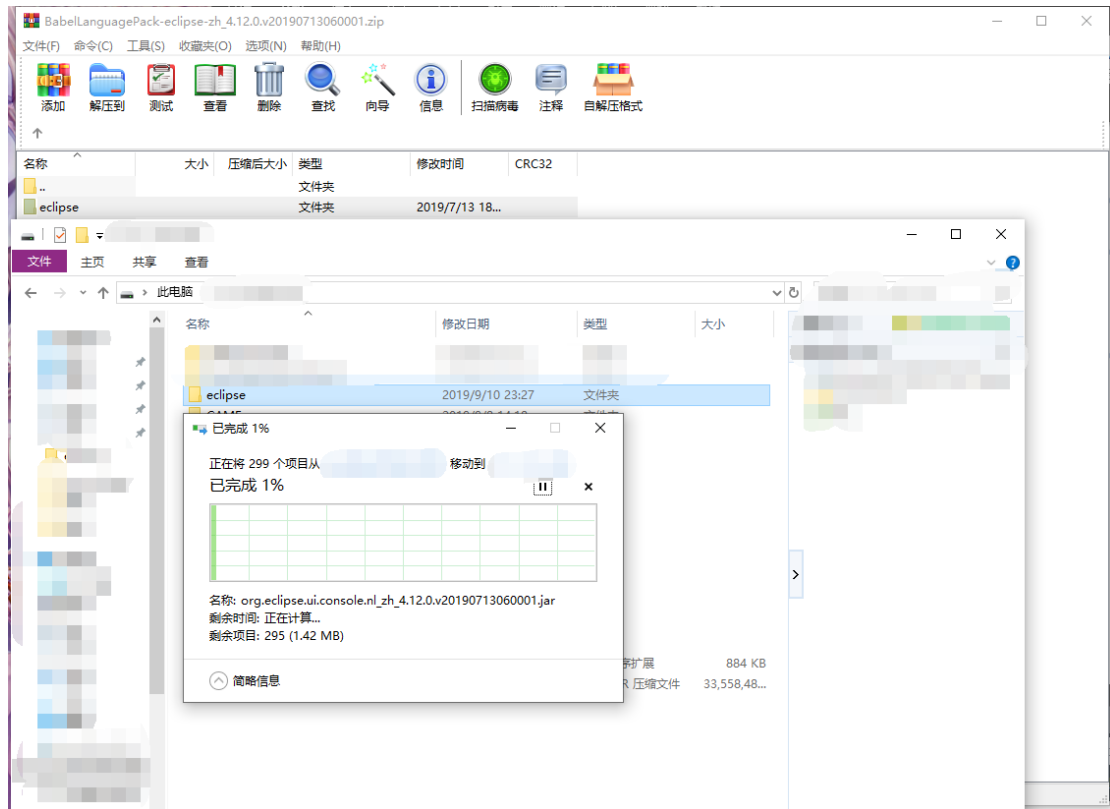 BabelLanguagePack-eclipse-zh_4.12.0.v20190713060001.zip
文件(F) 命令(C) 工具(S) 收藏夹(O) 选项(N) 帮助(H)
添加 解压到 测试 查看 删除 查找 向导 信息 扫描病毒 注释 自解压格式
名称 大小 压缩后大小 类型 修改时间 CRC32
.. 文件夹
eclipse 文件夹 2019/7/13 18...
文件 主页 共享 查看
此电脑
名称 修改日期 类型 大小
eclipse 2019/9/10 23:27 文件夹
已完成 1%
正在将 299 个项目从 移动到
已完成 1%
名称: org.eclipse.ui.console.nl_zh_4.12.0.v20190713060001.jar
剩余时间: 正在计算...
剩余项目: 295 (1.42 MB)
序扩展 884 KB
R 压缩文件 33,558,48...
简略信息